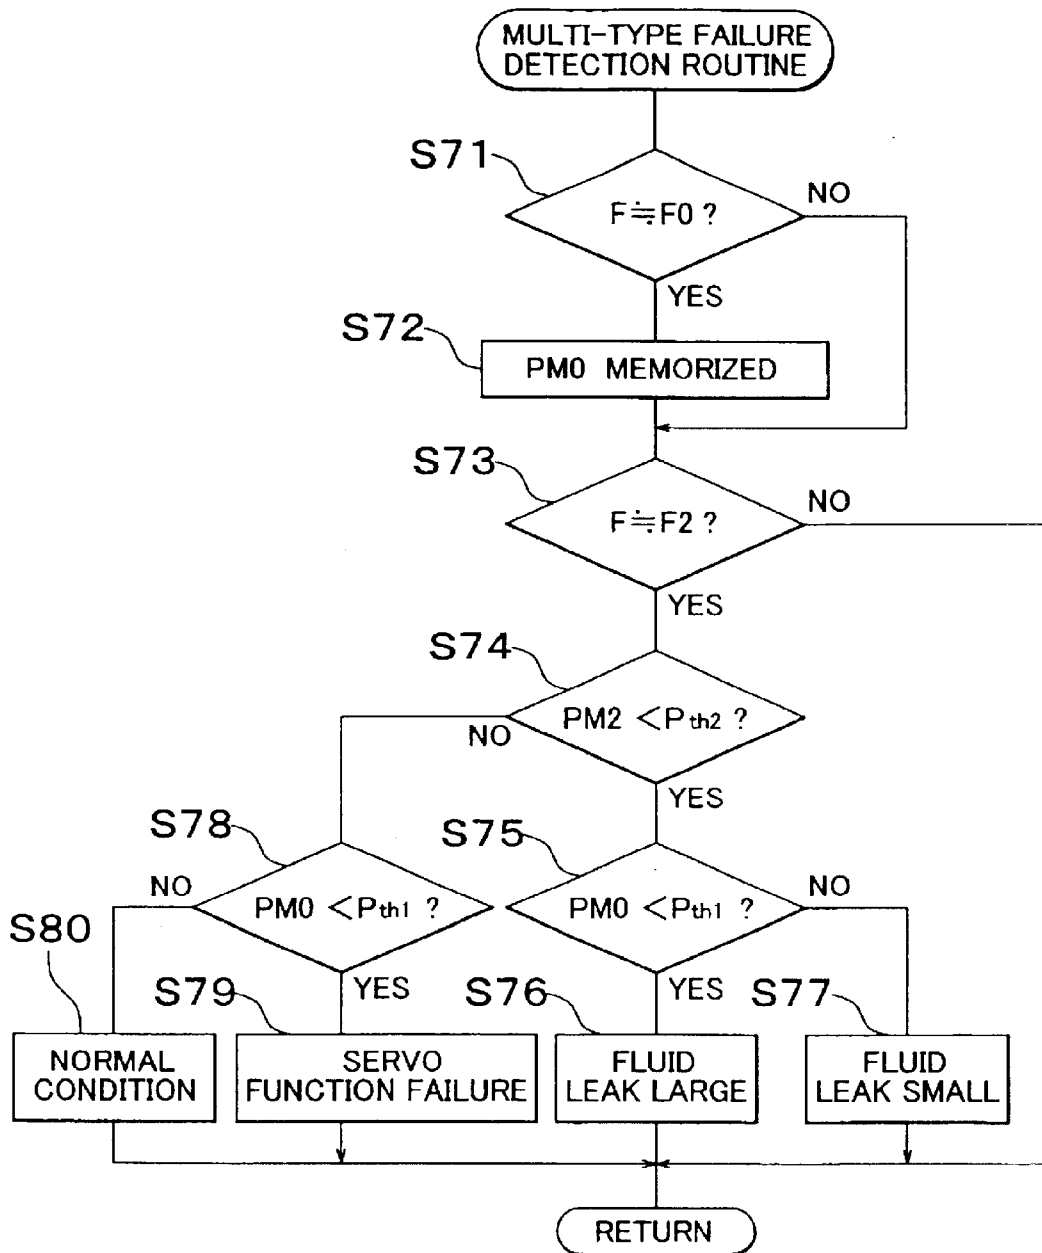 MULTI-TYPE FAILURE
DETECTION ROUTINE
S71
F≒F0 ?
NO
YES
S72
PM0 MEMORIZED
S73
F≒F2 ?
NO
YES
S74
PM2 <Pth2 ?
NO
YES
S78
PM0 <Pth1 ?
NO
YES
S75
PM0 <Pth1 ?
NO
YES
S80
NORMAL
CONDITION
S79
SERVO
FUNCTION FAILURE
S76
FLUID
LEAK LARGE
S77
FLUID
LEAK SMALL
RETURN